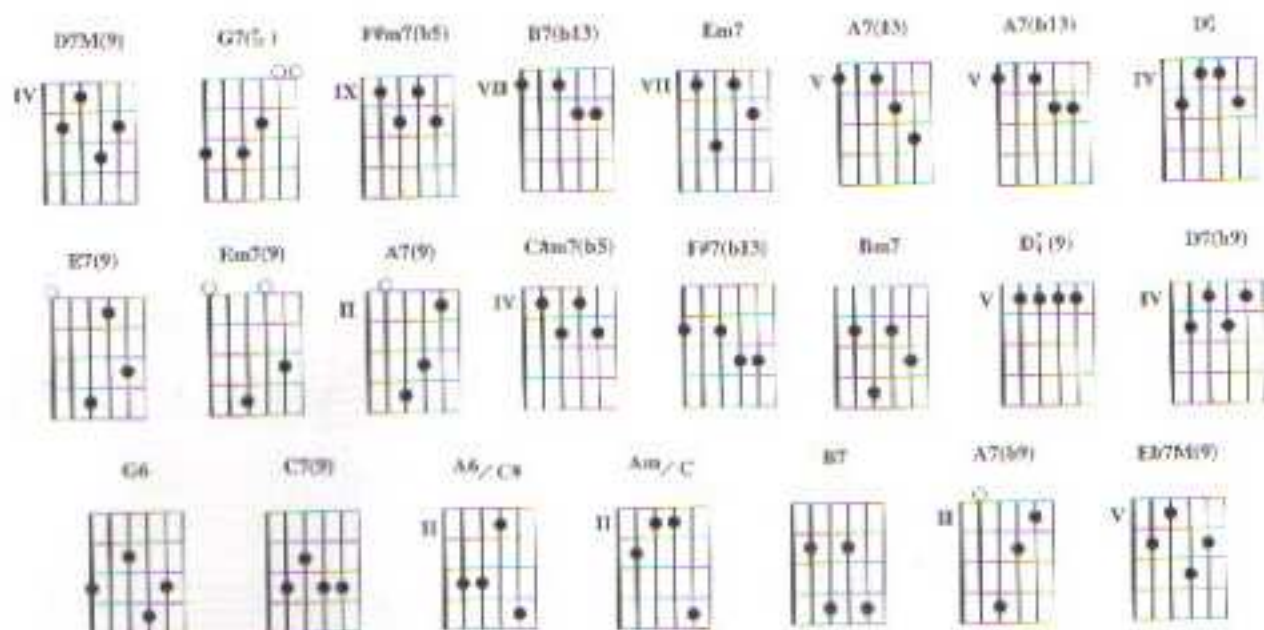 D7M(9) G7( ) F#m7(b5) B7(b13) Em7 A7(13) A7(b13) D
IV IX VII VII V V IV
E7(9) Em7(9) A7(9) C#m7(b5) F#7(b13) Bm7 D (9) D7(b9)
II IV V IV
G6 C7(9) A6/C# Am/C B7 A7(b9) Eb7M(9)
II II II V